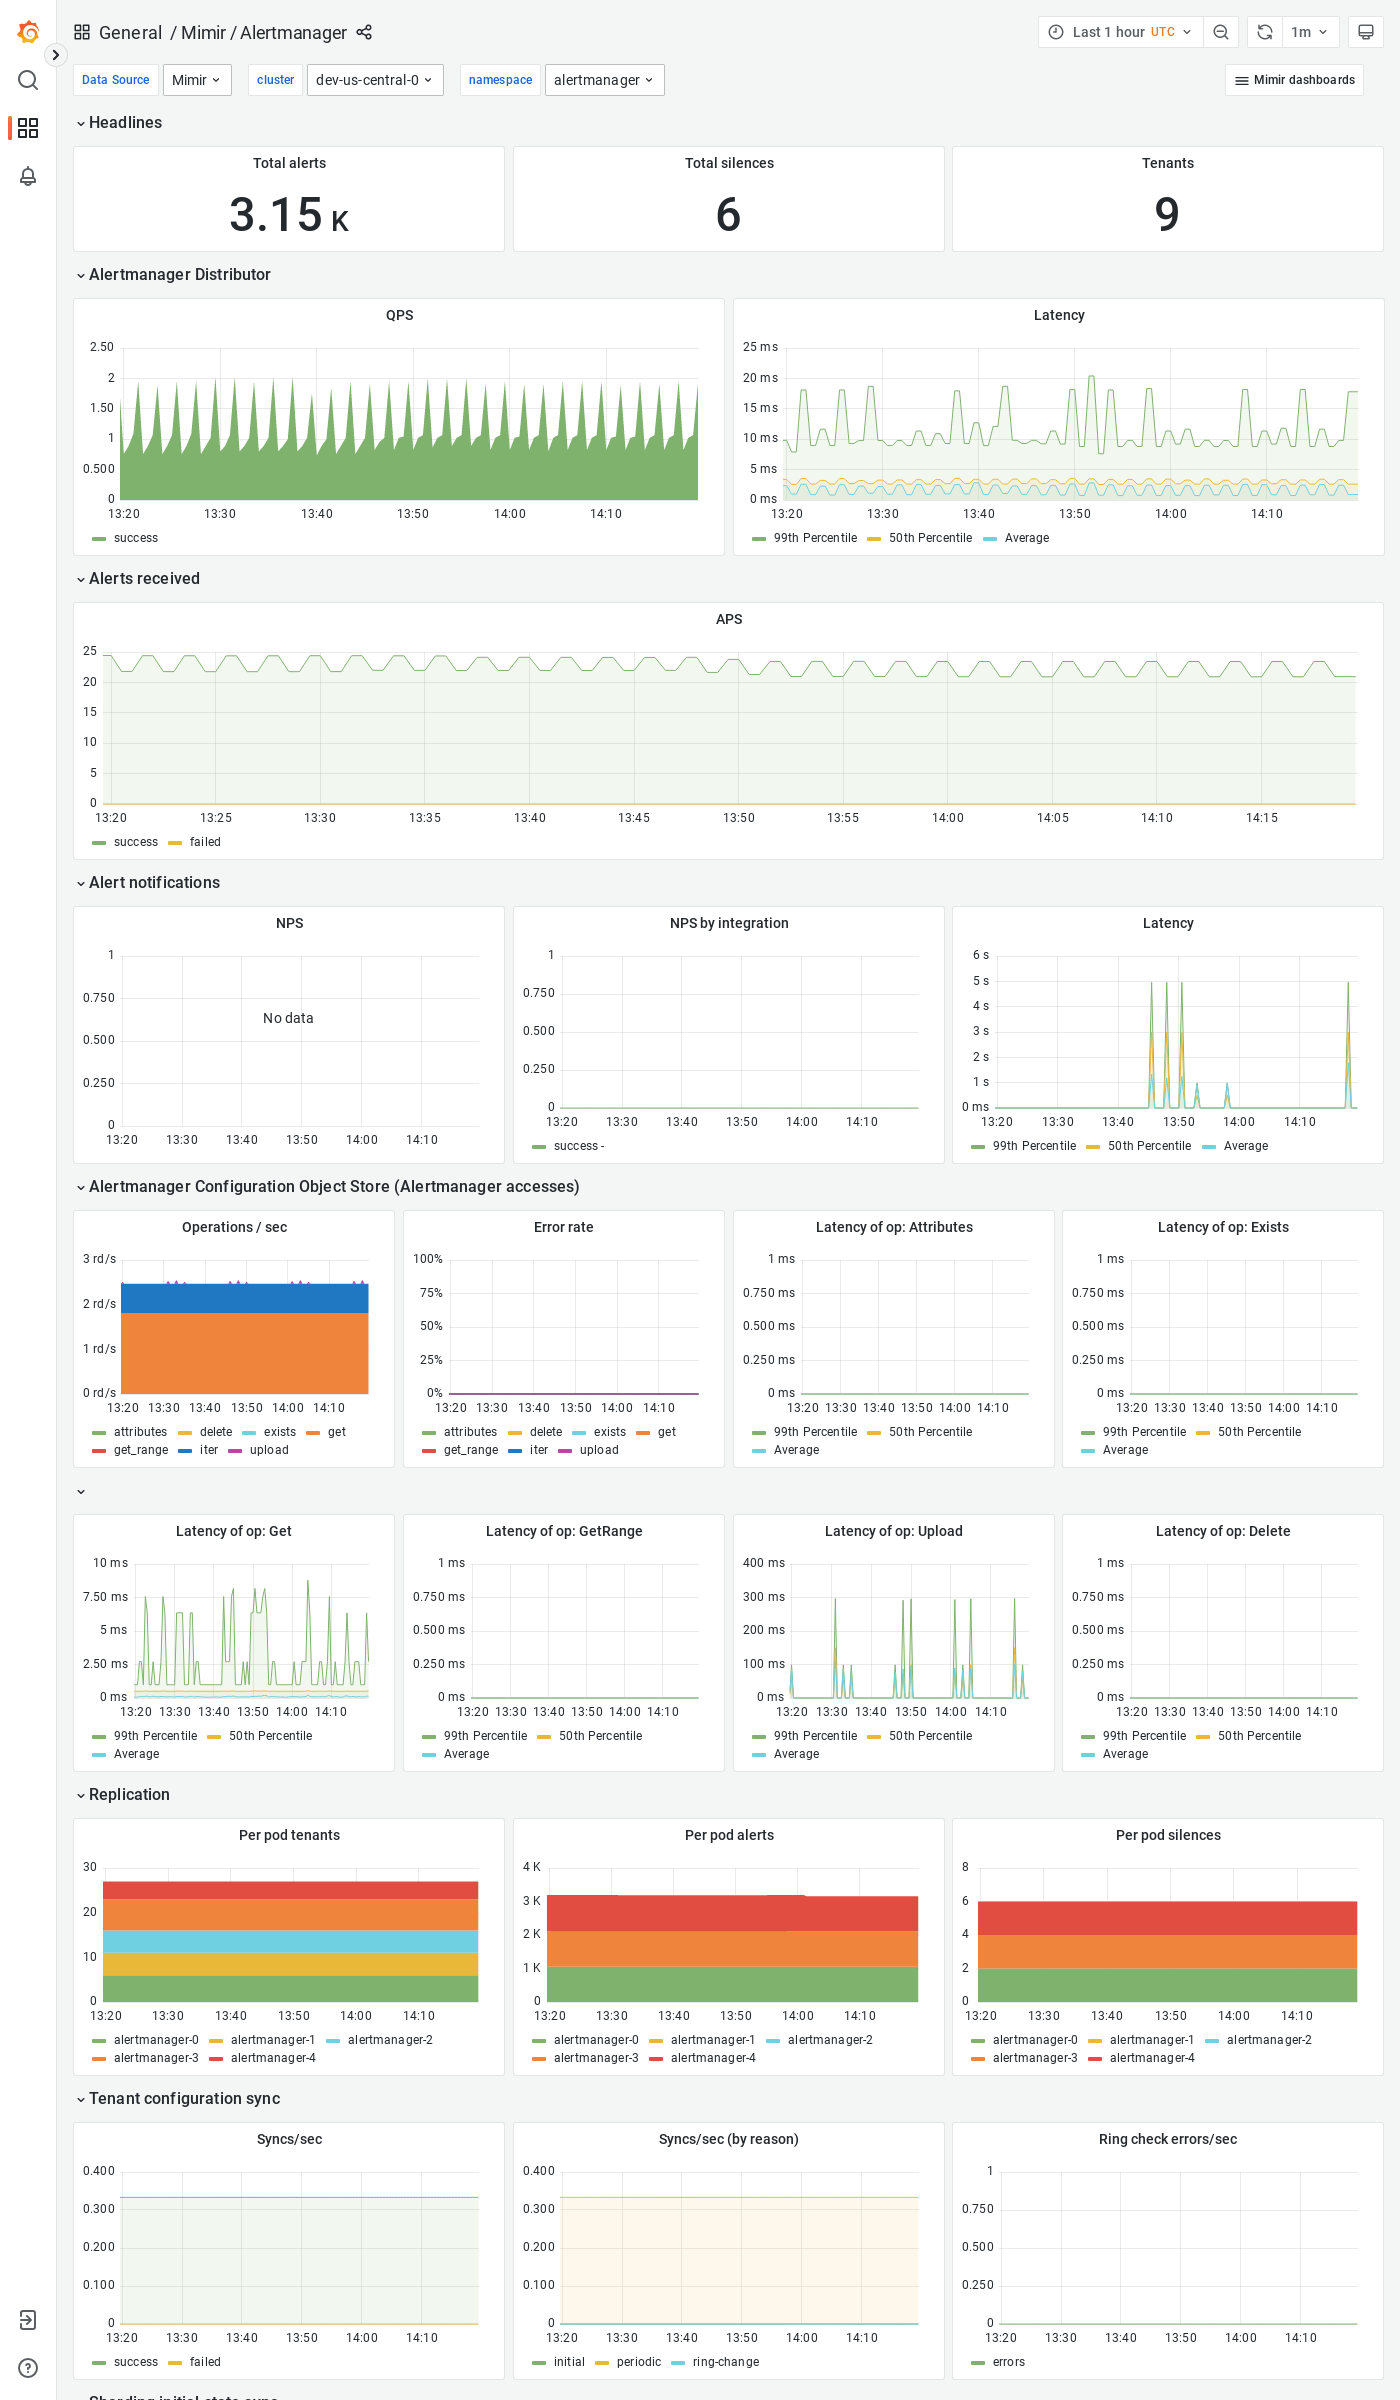 General / Mimir / Alertmanager
Last 1 hour UTC
1m
Data Source Mimir
cluster dev-us-central-0
namespace alertmanager
Mimir dashboards
Headlines
Total alerts
3.15 K
Total silences
6
Tenants
9
Alertmanager Distributor
QPS
2.50
2
1.50
1
0.500
0
13:20 13:30 13:40 13:50 14:00 14:10
success
Latency
25 ms
20 ms
15 ms
10 ms
5 ms
0 ms
13:20 13:30 13:40 13:50 14:00 14:10
99th Percentile 50th Percentile Average
Alerts received
APS
25
20
15
10
5
0
13:20 13:25 13:30 13:35 13:40 13:45 13:50 13:55 14:00 14:05 14:10 14:15
success failed
Alert notifications
NPS
1
0.750
0.500
0.250
0
No data
13:20 13:30 13:40 13:50 14:00 14:10
NPS by integration
1
0.750
0.500
0.250
0
13:20 13:30 13:40 13:50 14:00 14:10
success -
Latency
6 s
5 s
4 s
3 s
2 s
1 s
0 ms
13:20 13:30 13:40 13:50 14:00 14:10
99th Percentile 50th Percentile Average
Alertmanager Configuration Object Store (Alertmanager accesses)
Operations / sec
3 rd/s
2 rd/s
1 rd/s
0 rd/s
13:20 13:30 13:40 13:50 14:00 14:10
attributes delete exists get
get_range iter upload
Error rate
100%
75%
50%
25%
0%
13:20 13:30 13:40 13:50 14:00 14:10
attributes delete exists get
get_range iter upload
Latency of op: Attributes
1 ms
0.750 ms
0.500 ms
0.250 ms
0 ms
13:20 13:30 13:40 13:50 14:00 14:10
99th Percentile 50th Percentile
Average
Latency of op: Exists
1 ms
0.750 ms
0.500 ms
0.250 ms
0 ms
13:20 13:30 13:40 13:50 14:00 14:10
99th Percentile 50th Percentile
Average
Latency of op: Get
10 ms
7.50 ms
5 ms
2.50 ms
0 ms
13:20 13:30 13:40 13:50 14:00 14:10
99th Percentile 50th Percentile
Average
Latency of op: GetRange
1 ms
0.750 ms
0.500 ms
0.250 ms
0 ms
13:20 13:30 13:40 13:50 14:00 14:10
99th Percentile 50th Percentile
Average
Latency of op: Upload
400 ms
300 ms
200 ms
100 ms
0 ms
13:20 13:30 13:40 13:50 14:00 14:10
99th Percentile 50th Percentile
Average
Latency of op: Delete
1 ms
0.750 ms
0.500 ms
0.250 ms
0 ms
13:20 13:30 13:40 13:50 14:00 14:10
99th Percentile 50th Percentile
Average
Replication
Per pod tenants
30
20
10
0
13:20 13:30 13:40 13:50 14:00 14:10
alertmanager-0 alertmanager-1 alertmanager-2
alertmanager-3 alertmanager-4
Per pod alerts
4 K
3 K
2 K
1 K
0
13:20 13:30 13:40 13:50 14:00 14:10
alertmanager-0 alertmanager-1 alertmanager-2
alertmanager-3 alertmanager-4
Per pod silences
8
6
4
2
0
13:20 13:30 13:40 13:50 14:00 14:10
alertmanager-0 alertmanager-1 alertmanager-2
alertmanager-3 alertmanager-4
Tenant configuration sync
Syncs/sec
0.400
0.300
0.200
0.100
0
13:20 13:30 13:40 13:50 14:00 14:10
success failed
Syncs/sec (by reason)
0.400
0.300
0.200
0.100
0
13:20 13:30 13:40 13:50 14:00 14:10
initial periodic ring-change
Ring check errors/sec
1
0.750
0.500
0.250
0
13:20 13:30 13:40 13:50 14:00 14:10
errors
Sharding initial state sync